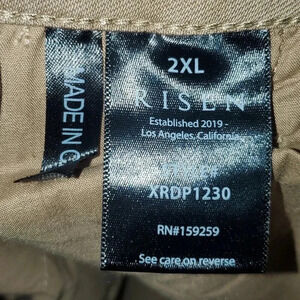 MADE IN C
2XL
RISEN
Established 2019 -
Los Angeles, California
XRDP1230
RN#159259
See care on reverse